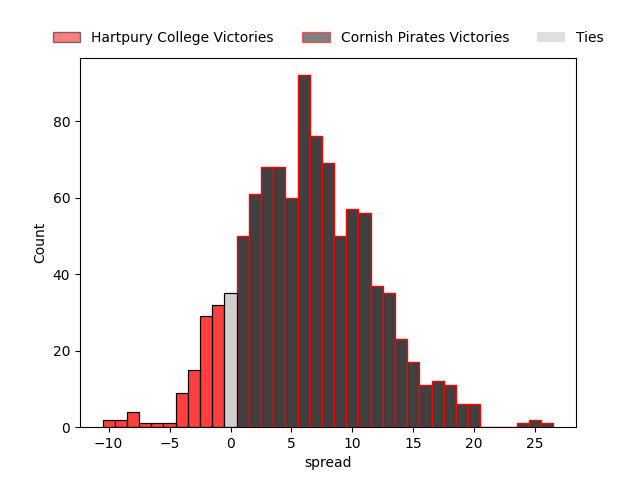 Hartpury College Victories Cornish Pirates Victories Ties
80
60
40
20
0
Count
−10 −5 0 5 10 15 20 25
spread